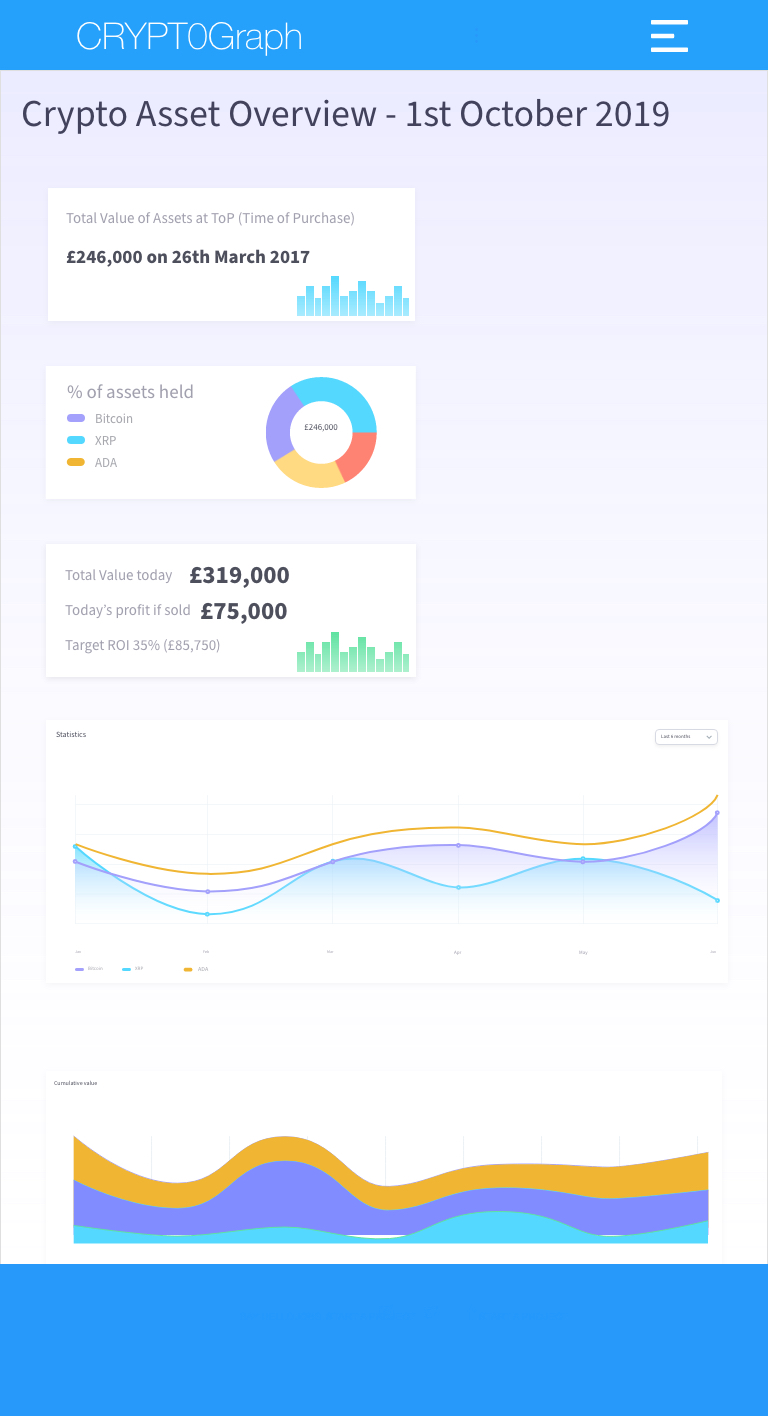 CRYPT0Graph
Crypto Asset Overview - 1st October 2019
Total Value of Assets at ToP (Time of Purchase)
£246,000 on 26th March 2017
% of assets held
Bitcoin
XRP
ADA
£246,000
Total Value today £319,000
Today's profit if sold £75,000
Target ROI 35% (£85,750)
Statistics
Last 6 months
Jan Feb Mar Apr May Jun
Bitcoin XRP ADA
Cumulative value